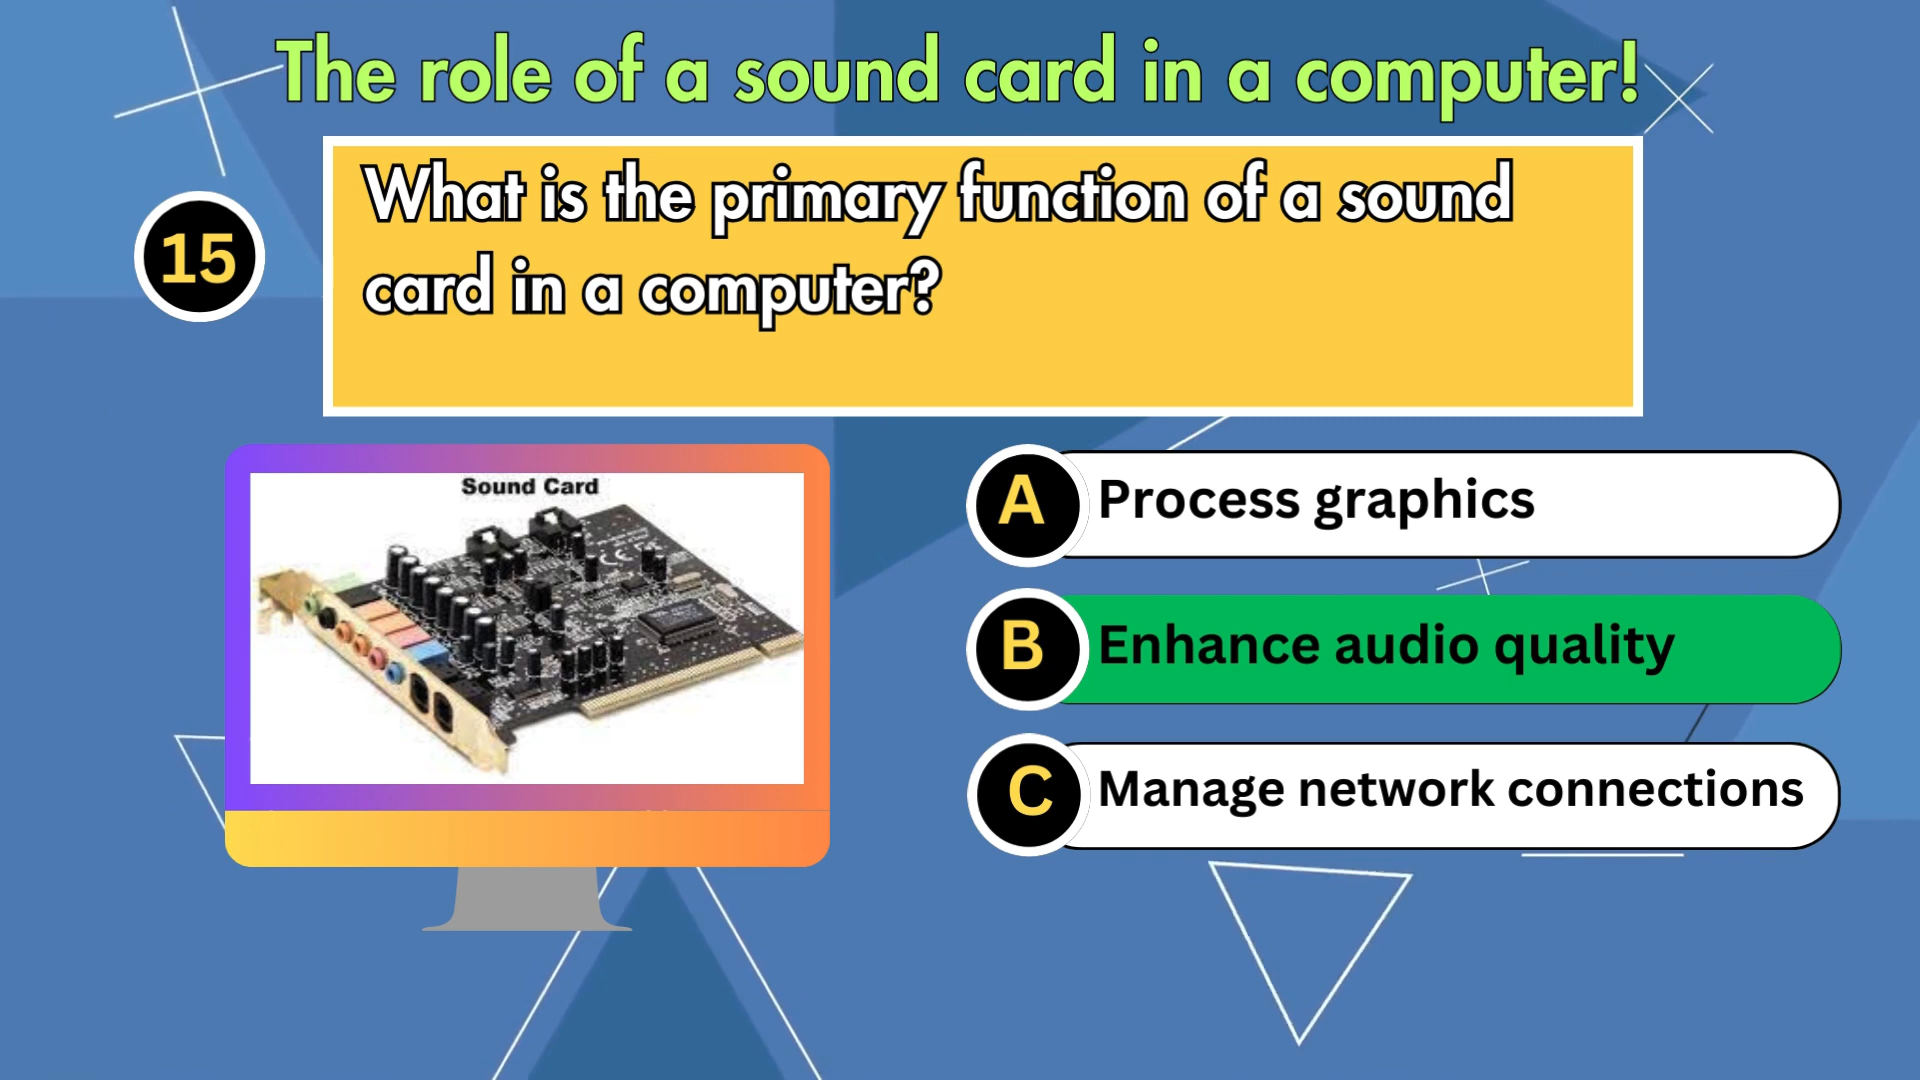 The role of a sound card in a computer!
15
What is the primary function of a sound
card in a computer?
Sound Card
CE
A Process graphics
B Enhance audio quality
C Manage network connections